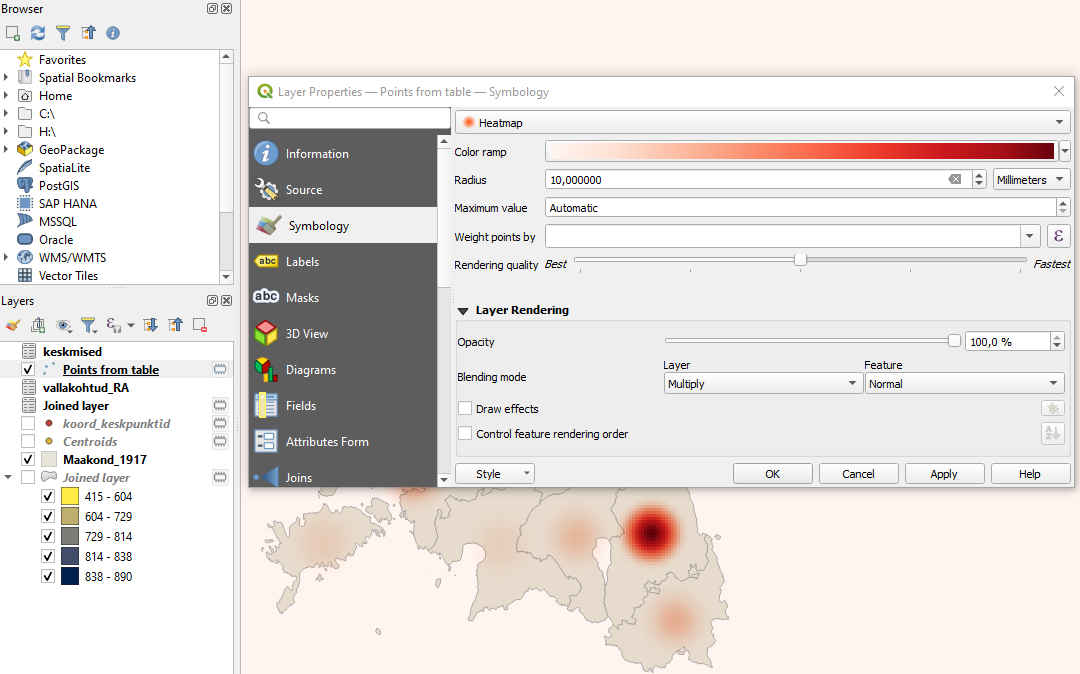 Browser
Favorites
Spatial Bookmarks
Home
C:\
H:\
GeoPackage
SpatiaLite
PostGIS
SAP HANA
MSSQL
Oracle
WMS/WMTS
Vector Tiles
Layers
keskmised
Points from table
vallakohtud_RA
Joined layer
koord_keskpunktid
Centroids
Maakond_1917
Joined layer
415 - 604
604 - 729
729 - 814
814 - 838
838 - 890
Layer Properties — Points from table — Symbology
Information
Source
Symbology
abc Labels
abc Masks
3D View
Diagrams
Fields
Attributes Form
Joins
Heatmap
Color ramp
Radius 10,000000 Millimeters
Maximum value Automatic
Weight points by ε
Rendering quality Best Fastest
Layer Rendering
Opacity 100,0 %
Layer Feature
Blending mode Multiply Normal
Draw effects
Control feature rendering order
Style OK Cancel Apply Help